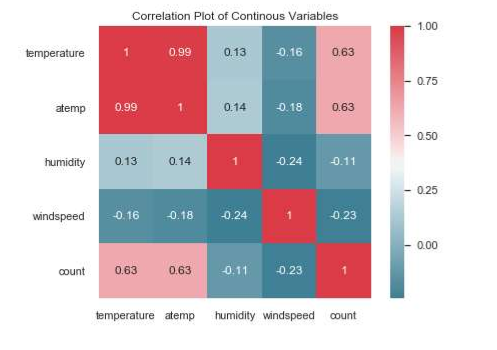 Correlation Plot of Continous Variables
temperature 1 0.99 0.13 -0.16 0.63
atemp 0.99 1 0.14 -0.18 0.63
humidity 0.13 0.14 1 -0.24 -0.11
windspeed -0.16 -0.18 -0.24 1 -0.23
count 0.63 0.63 -0.11 -0.23 1
temperature atemp humidity windspeed count
1.00
0.75
0.50
0.25
0.00